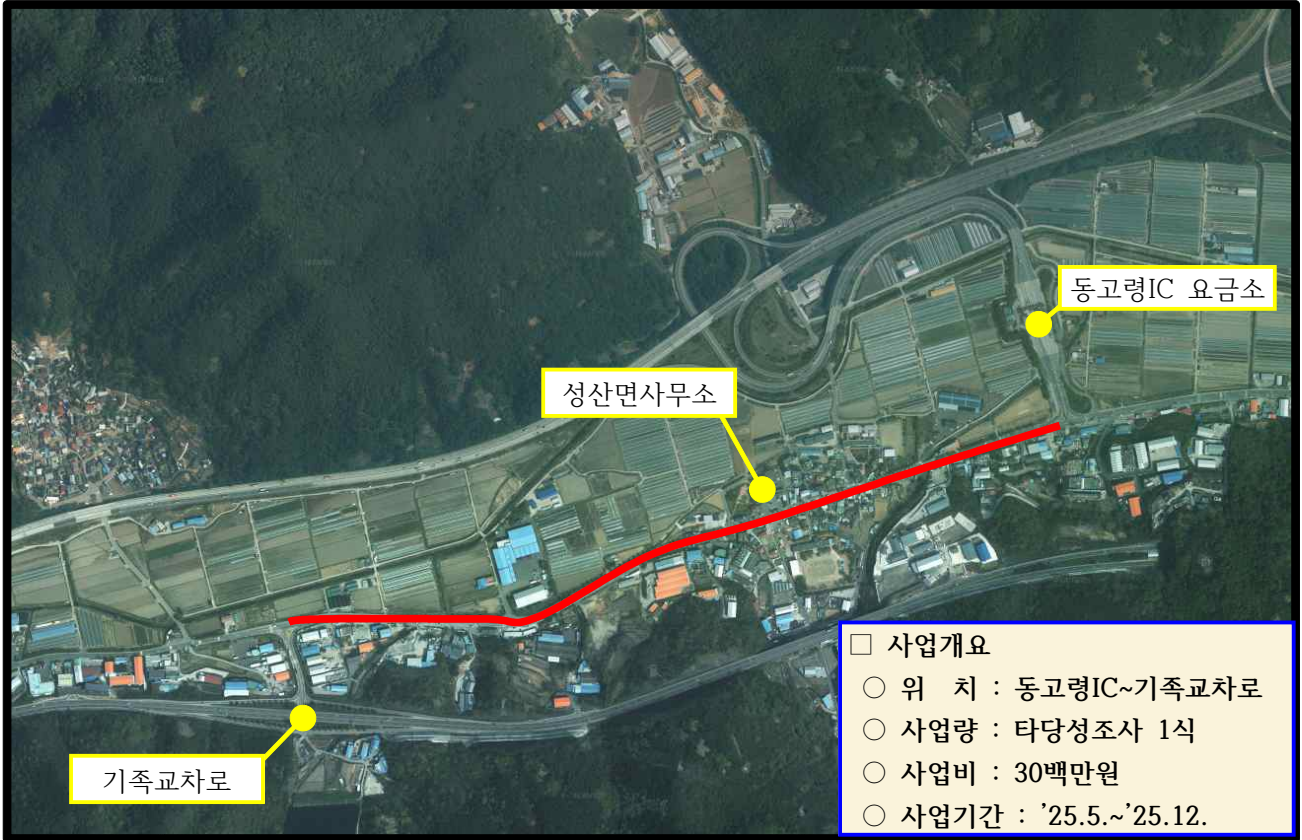 동고령IC 요금소
성산면사무소
기족교차로
□ 사업개요
○ 위 치 : 동고령IC~기족교차로
○ 사업량 : 타당성조사 1식
○ 사업비 : 30백만원
○ 사업기간 : '25.5.~'25.12.